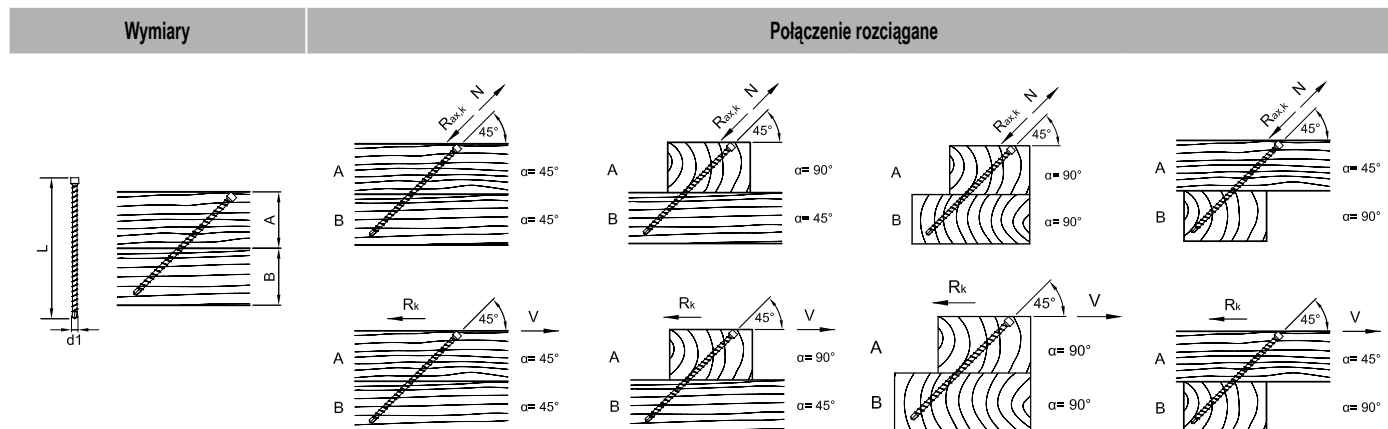 Wymiary
Połączenie rozciągane
L
d1
A
B
Rax,k
N
45°
A
α= 45°
B
α= 45°
Rax,k
N
45°
A
α= 90°
B
α= 45°
Rax,k
N
45°
A
α= 90°
B
α= 90°
Rax,k
N
45°
A
α= 45°
B
α= 90°
Rk
45°
V
A
α= 45°
B
α= 45°
Rk
45°
V
A
α= 90°
B
α= 45°
Rk
45°
V
A
α= 90°
B
α= 90°
Rk
45°
V
A
α= 45°
B
α= 90°